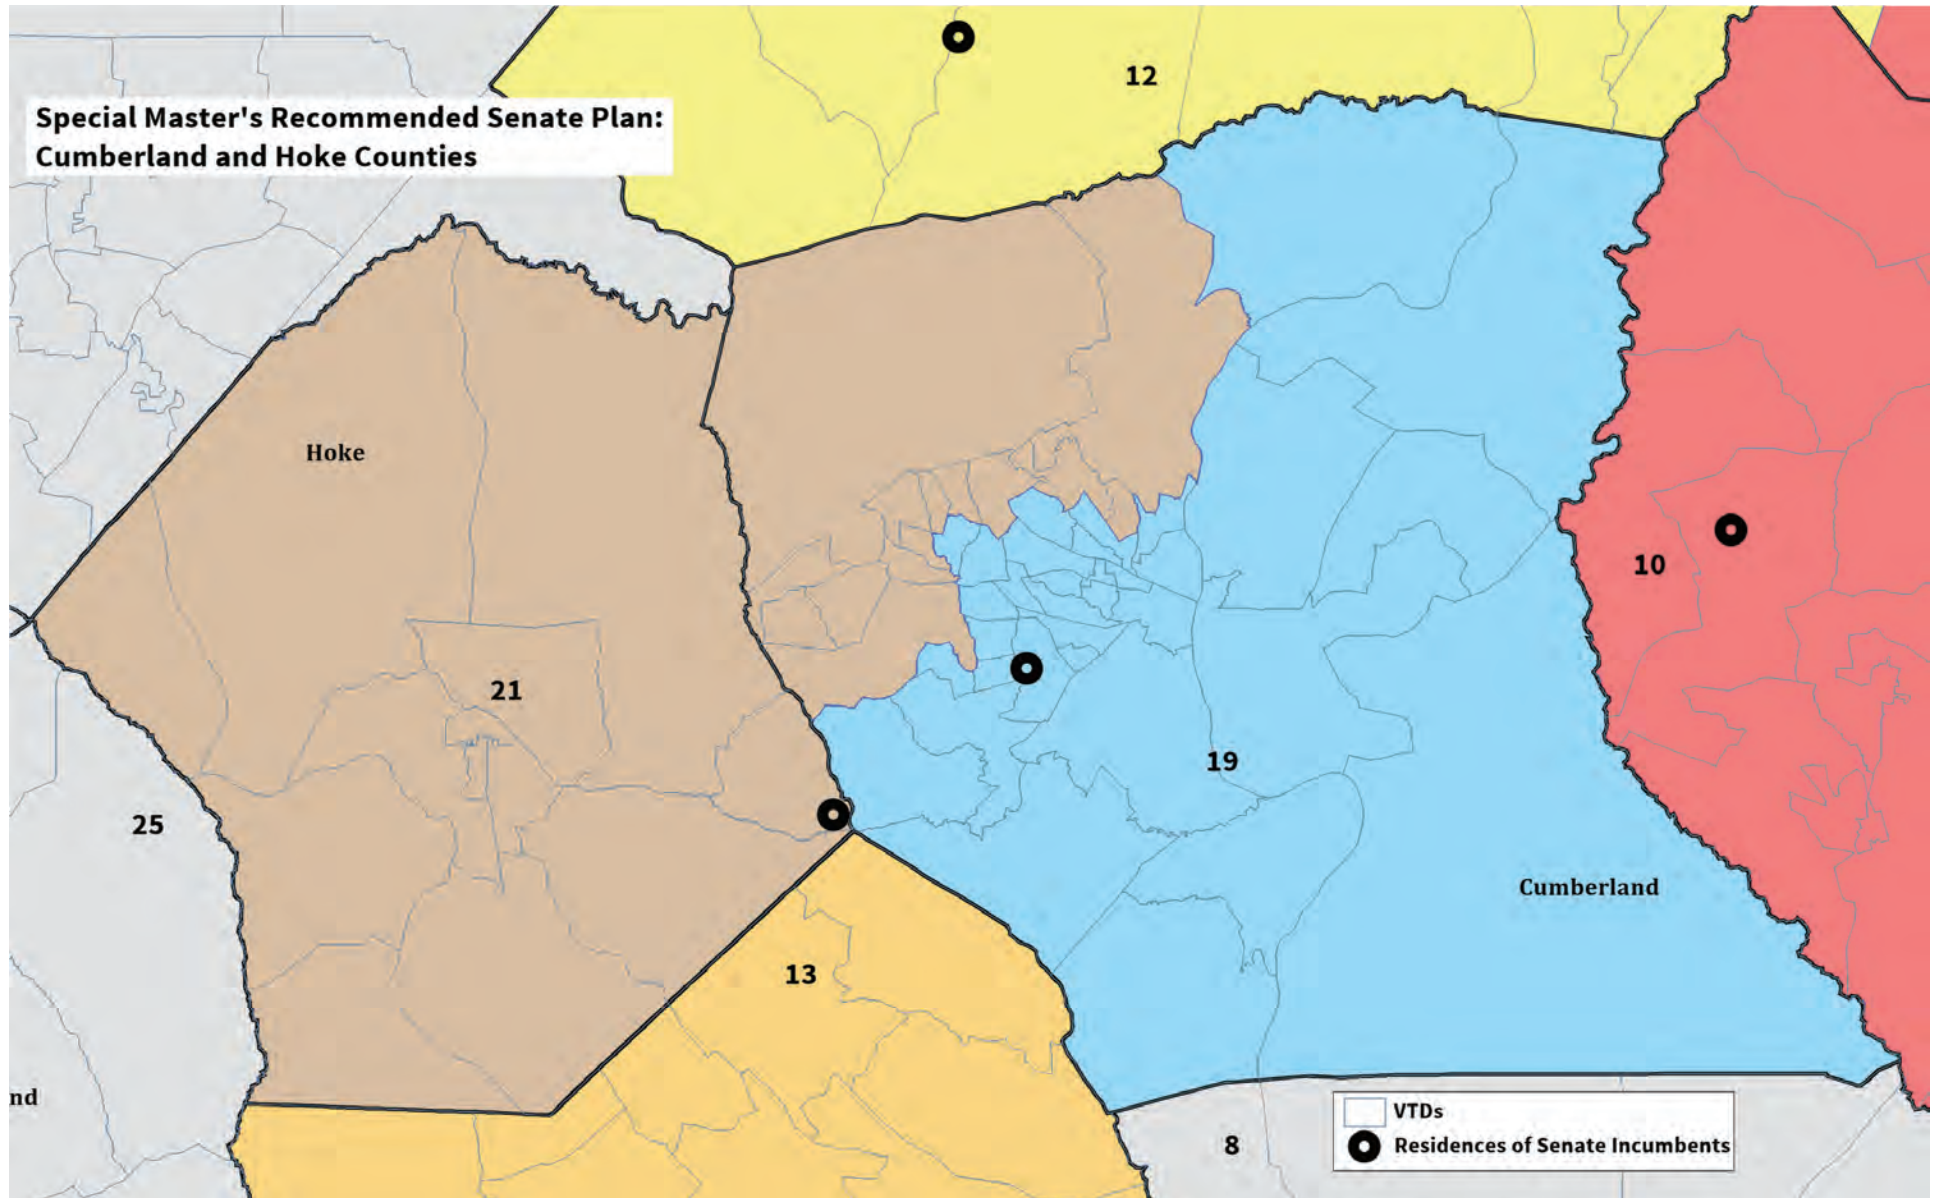 12
Special Master's Recommended Senate Plan:
Cumberland and Hoke Counties
Hoke
10
21
19
25
Cumberland
13
nd
VTDs
8
Residences of Senate Incumbents